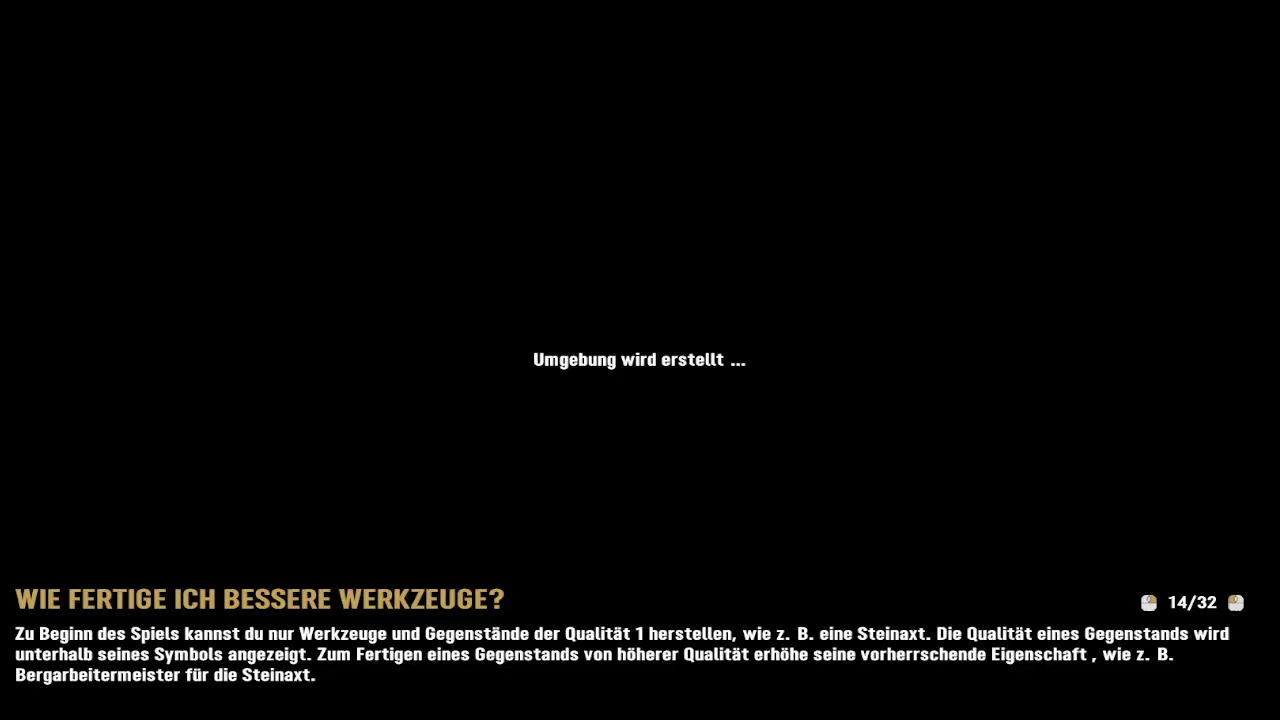 Umgebung wird erstellt ...
WIE FERTIGE ICH BESSERE WERKZEUGE?
14/32
Zu Beginn des Spiels kannst du nur Werkzeuge und Gegenstände der Qualität 1 herstellen, wie z. B. eine Steinaxt. Die Qualität eines Gegenstands wird
unterhalb seines Symbols angezeigt. Zum Fertigen eines Gegenstands von höherer Qualität erhöhe seine vorherrschende Eigenschaft , wie z. B.
Bergarbeitermeister für die Steinaxt.